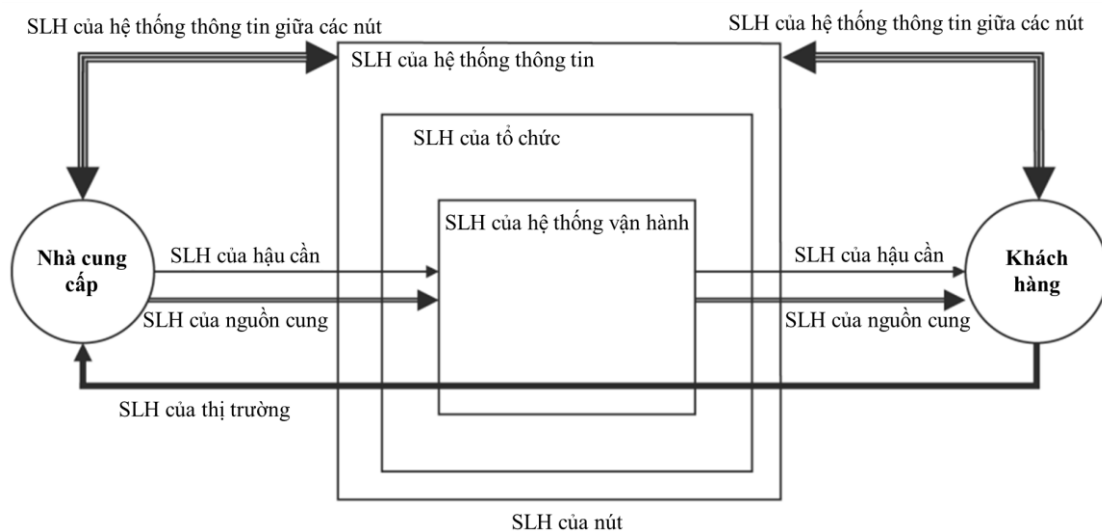 SLH của hệ thống thông tin giữa các nút
SLH của hệ thống thông tin giữa các nút
SLH của hệ thống thông tin
SLH của tổ chức
SLH của hệ thống vận hành
Nhà cung
cấp
SLH của hậu cần
SLH của hậu cần
Khách
hàng
SLH của nguồn cung
SLH của nguồn cung
SLH của thị trường
SLH của nút